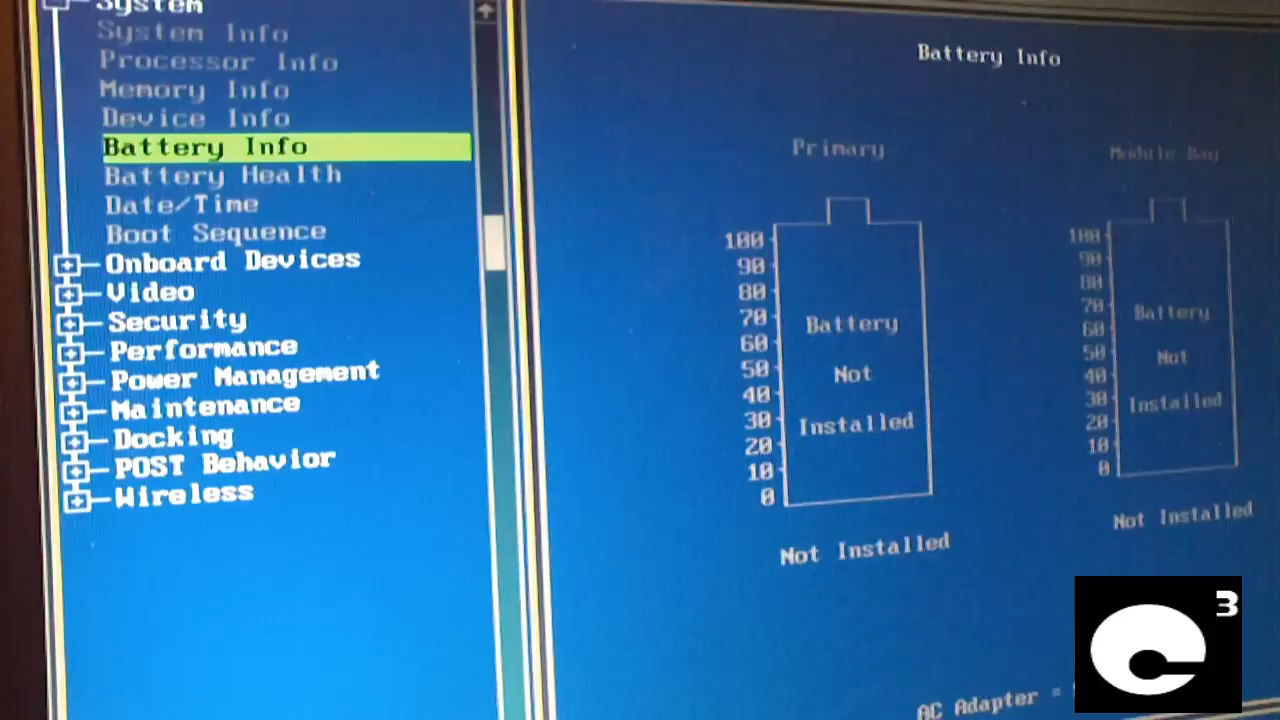 System
System Info
Processor Info
Memory Info
Device Info
Battery Info
Battery Health
Date/Time
Boot Sequence
Onboard Devices
Video
Security
Performance
Power Management
Maintenance
Docking
POST Behavior
Wireless
Battery Info
Primary
100
90
80
70
60
50
40
30
20
10
0
Battery
Not
Installed
Not Installed
Module Bay
100
90
80
70
60
50
40
30
20
10
0
Battery
Not
Installed
Not Installed
AC Adapter =
3